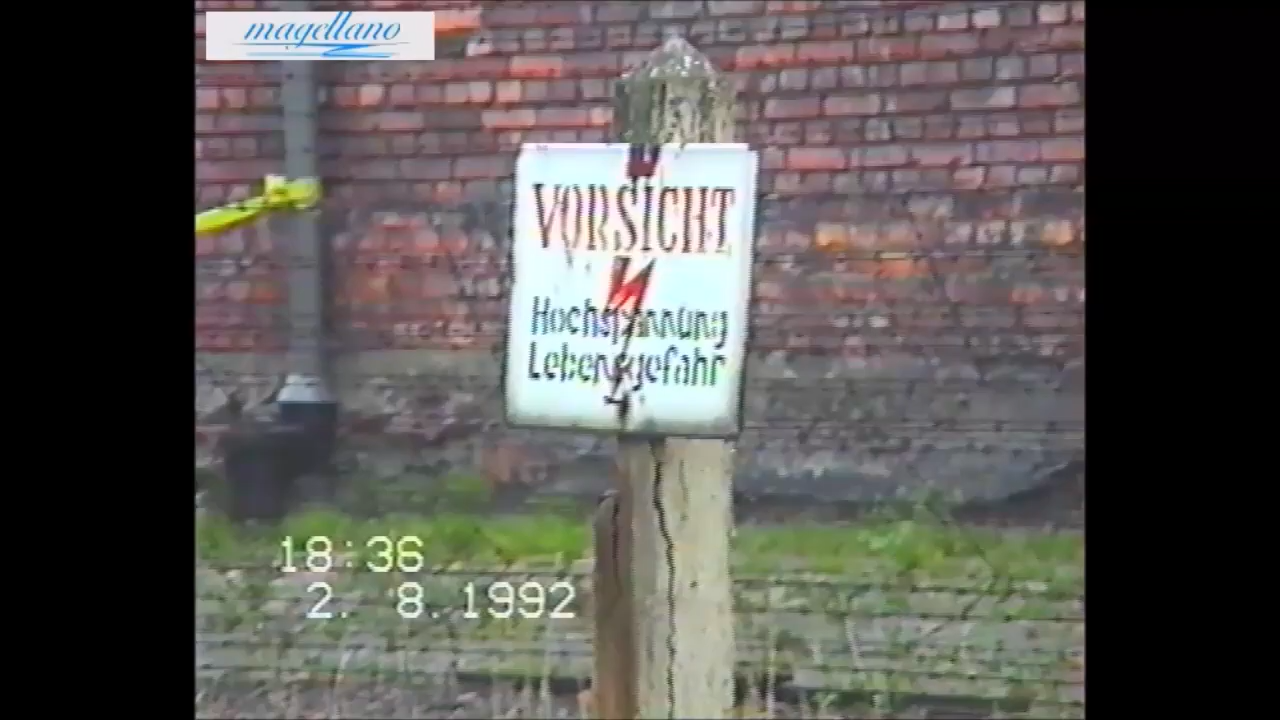 magellano
VORSICHT
Hochspannung
Lebensgefahr
18:36
2. 8.1992